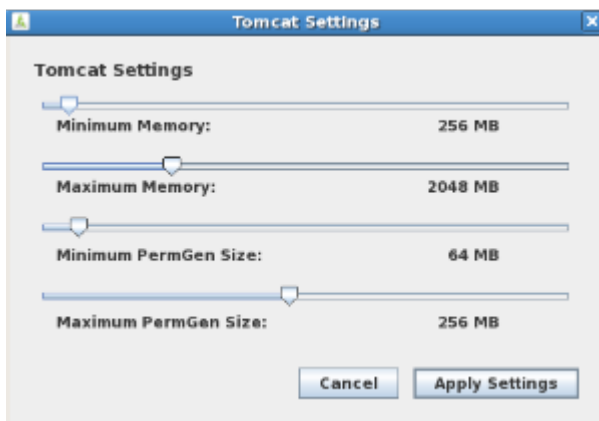 Tomcat Settings
Tomcat Settings
Minimum Memory: 256 MB
Maximum Memory: 2048 MB
Minimum PermGen Size: 64 MB
Maximum PermGen Size: 256 MB
Cancel Apply Settings